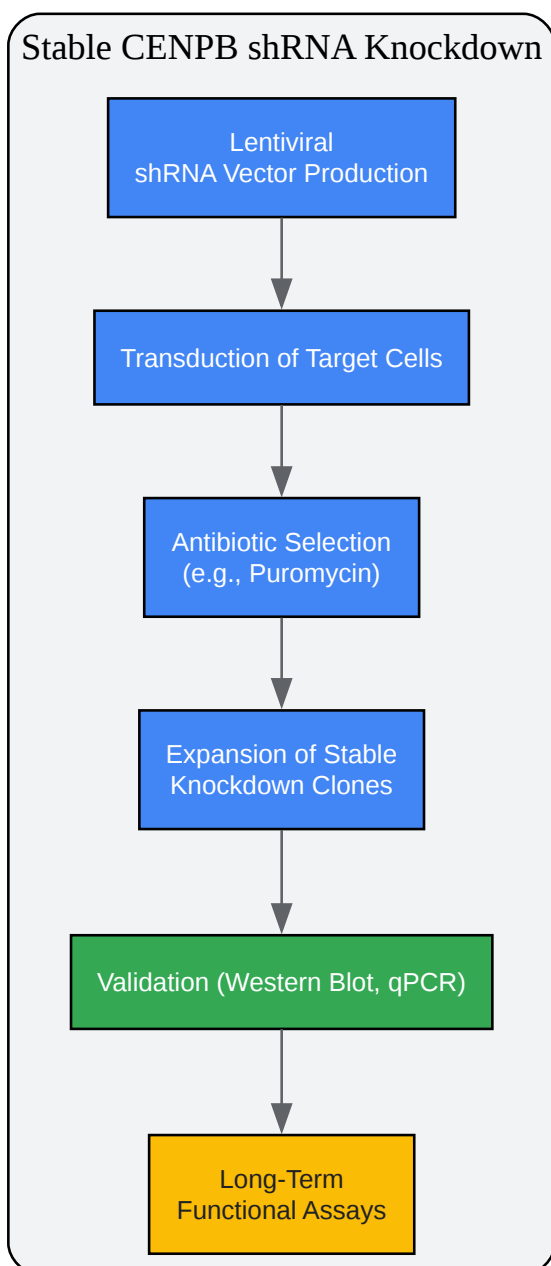 Stable CENPB shRNA Knockdown
Lentiviral
shRNA Vector Production
Transduction of Target Cells
Antibiotic Selection
(e.g., Puromycin)
Expansion of Stable
Knockdown Clones
Validation (Western Blot, qPCR)
Long-Term
Functional Assays